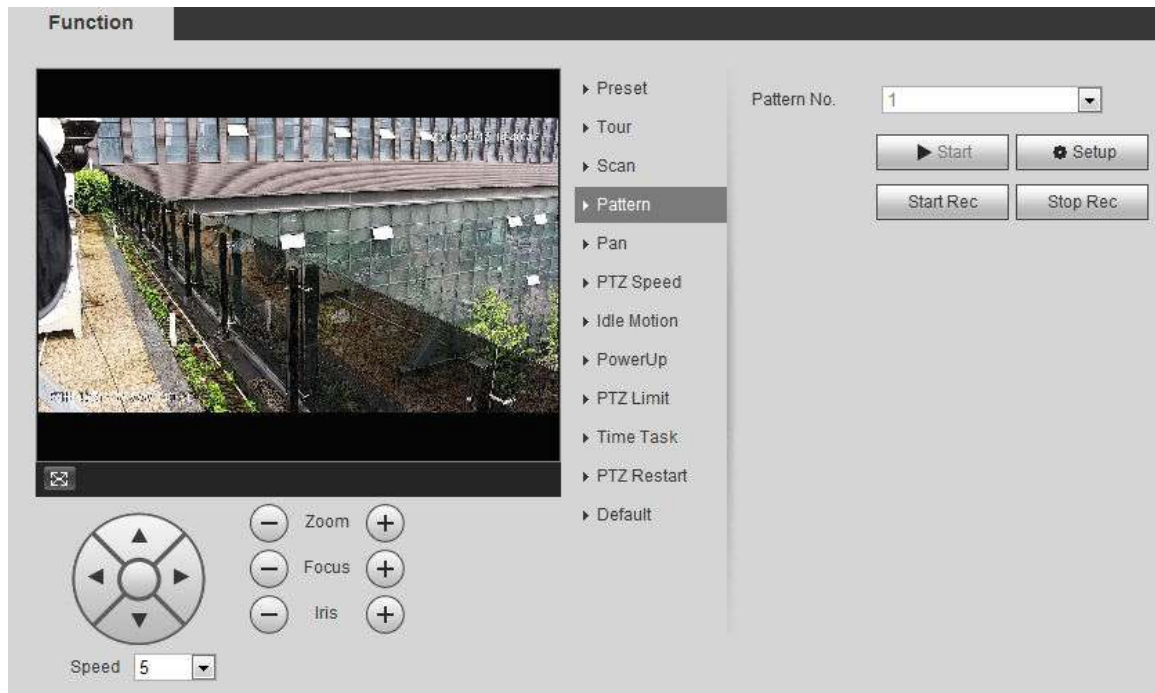 Function
Preset
Tour
Scan
Pattern
Pan
PTZ Speed
Idle Motion
PowerUp
PTZ Limit
Time Task
PTZ Restart
Default
Pattern No. 1
Start Setup
Start Rec Stop Rec
Zoom
Focus
Iris
Speed 5